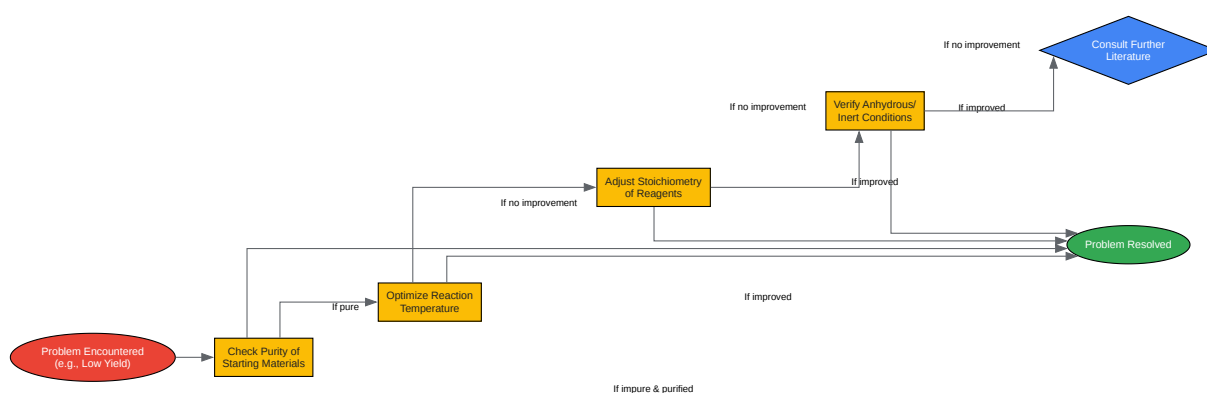 If no improvement
Consult Further
Literature
If no improvement
Verify Anhydrous/
Inert Conditions
If improved
Adjust Stoichiometry
of Reagents
If improved
If no improvement
Problem Resolved
Optimize Reaction
Temperature
If improved
If pure
Problem Encountered
(e.g., Low Yield)
Check Purity of
Starting Materials
If impure & purified